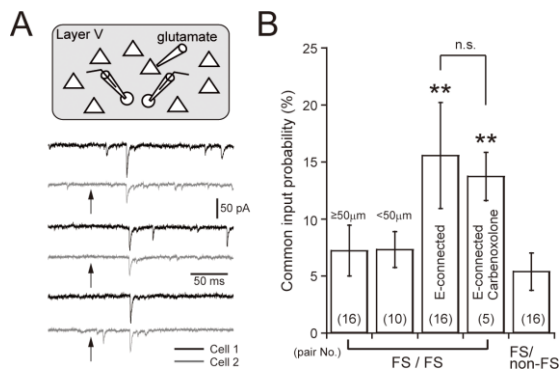 A
Layer V
glutamate
50 pA
50 ms
Cell 1
Cell 2
B
n.s.
Common input probability (%)
25
20
15
10
5
0
**
**
≥50μm
<50μm
E-connected
E-connected
Carbenoxolone
(16)
(10)
(16)
(5)
(16)
(pair No.)
FS / FS
FS/
non-FS